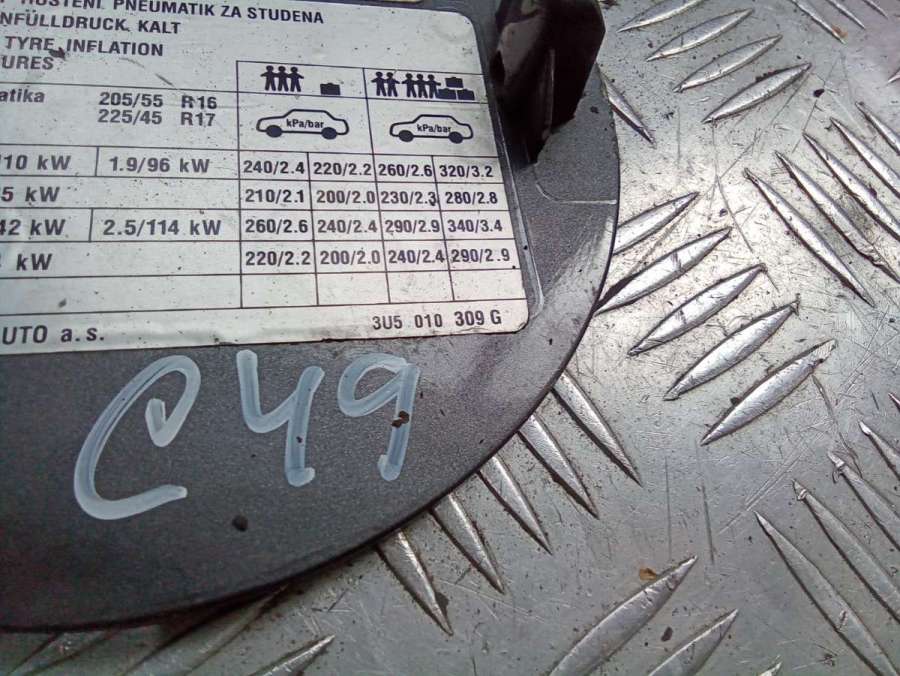 HUŠTĚNÍ PNEUMATIK ZA STUDENA
NFÜLLDRUCK, KALT
TYRE INFLATION
URES
atika 205/55 R16
225/45 R17
kPa/bar kPa/bar
110 kW 1.9/96 kW 240/2.4 220/2.2 260/2.6 320/3.2
5 kW 210/2.1 200/2.0 230/2.3 280/2.8
42 kW 2.5/114 kW 260/2.6 240/2.4 290/2.9 340/3.4
kW 220/2.2 200/2.0 240/2.4 290/2.9
UTO a.s. 3U5 010 309 G
C49